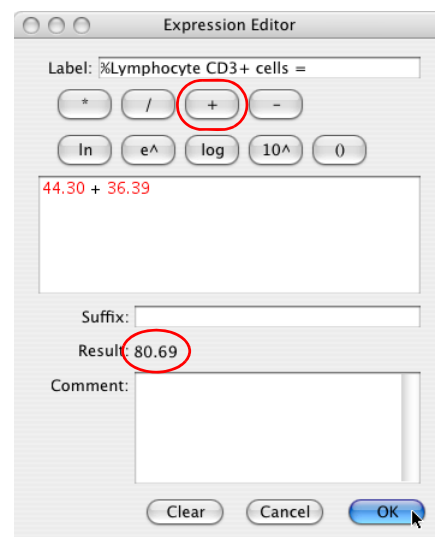 Expression Editor
Label: %Lymphocyte CD3+ cells =
* / + -
ln e^ log 10^ ()
44.30 + 36.39
Suffix:
Result: 80.69
Comment:
Clear Cancel OK